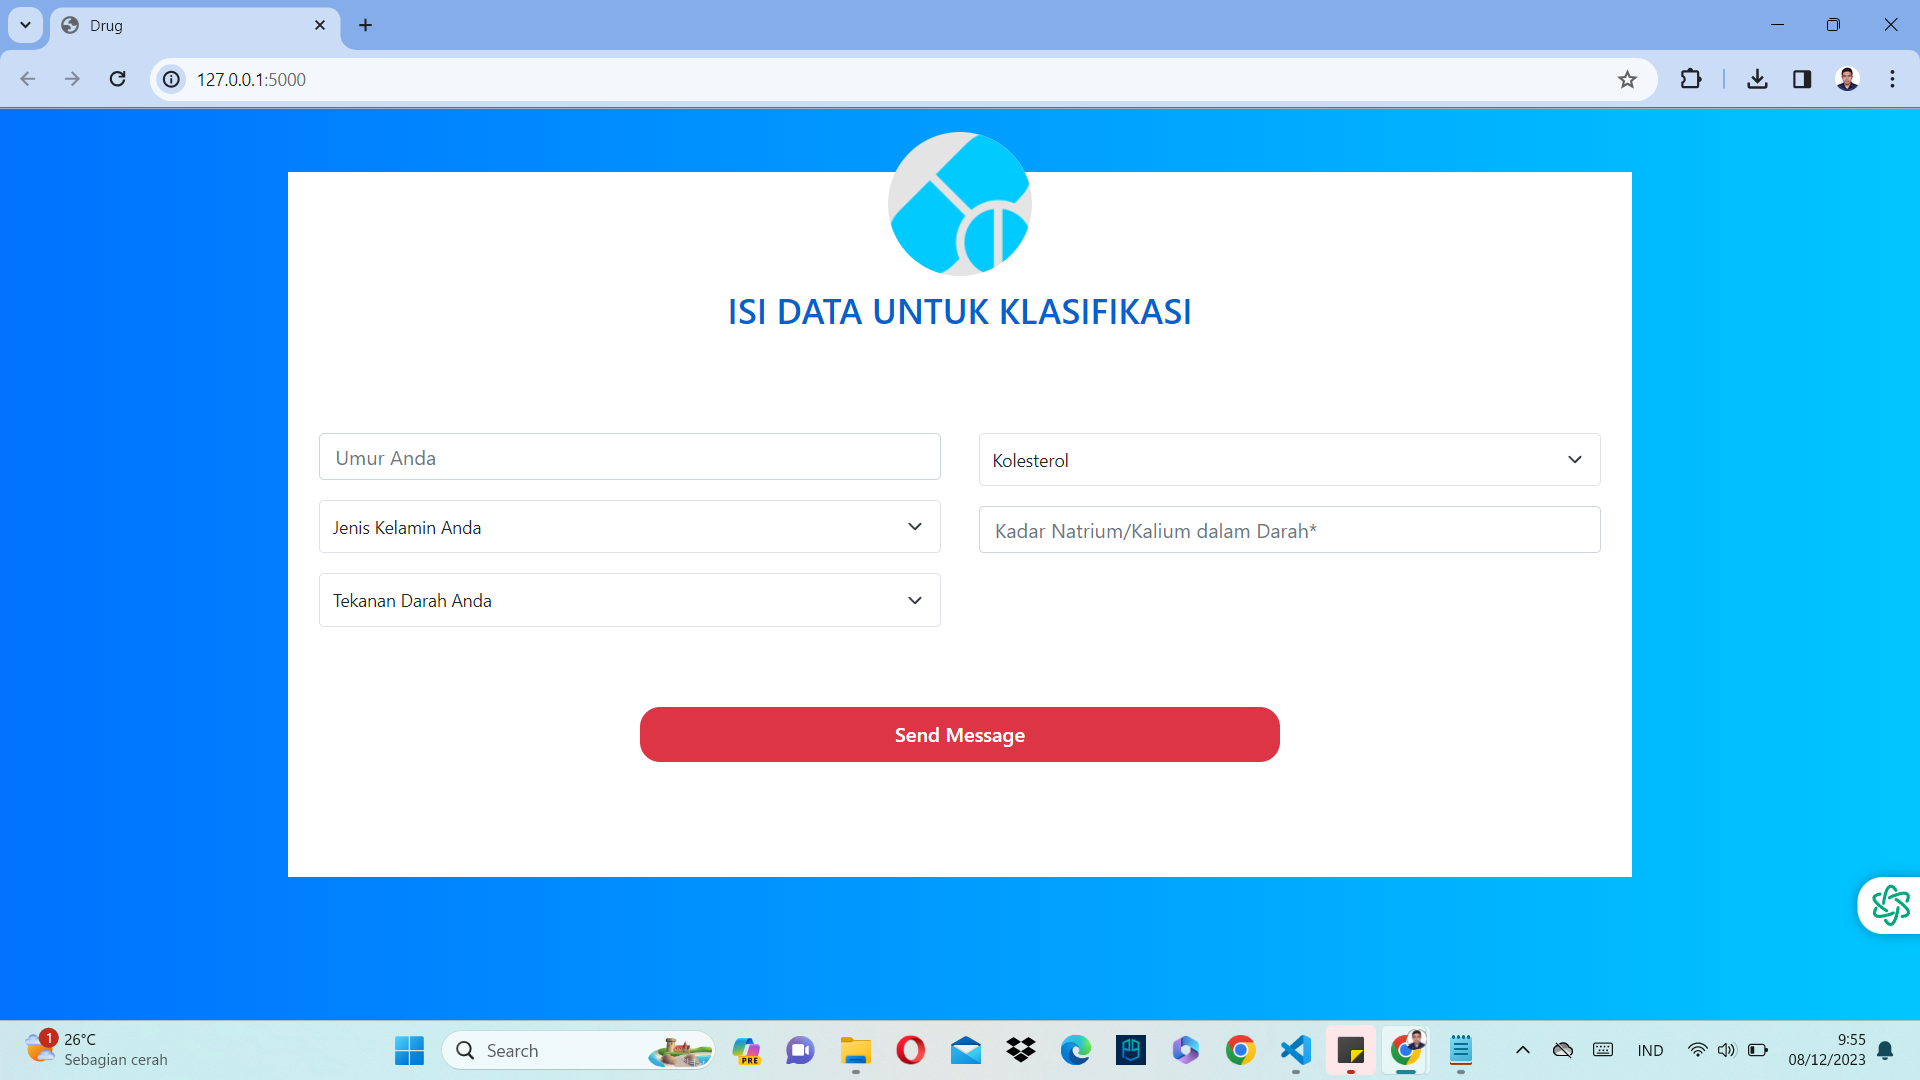 Drug
127.0.0.1:5000
ISI DATA UNTUK KLASIFIKASI
Umur Anda
Kolesterol
Jenis Kelamin Anda
Kadar Natrium/Kalium dalam Darah*
Tekanan Darah Anda
Send Message
1
26°C
Sebagian cerah
Search
PRE
IND
9:55
08/12/2023